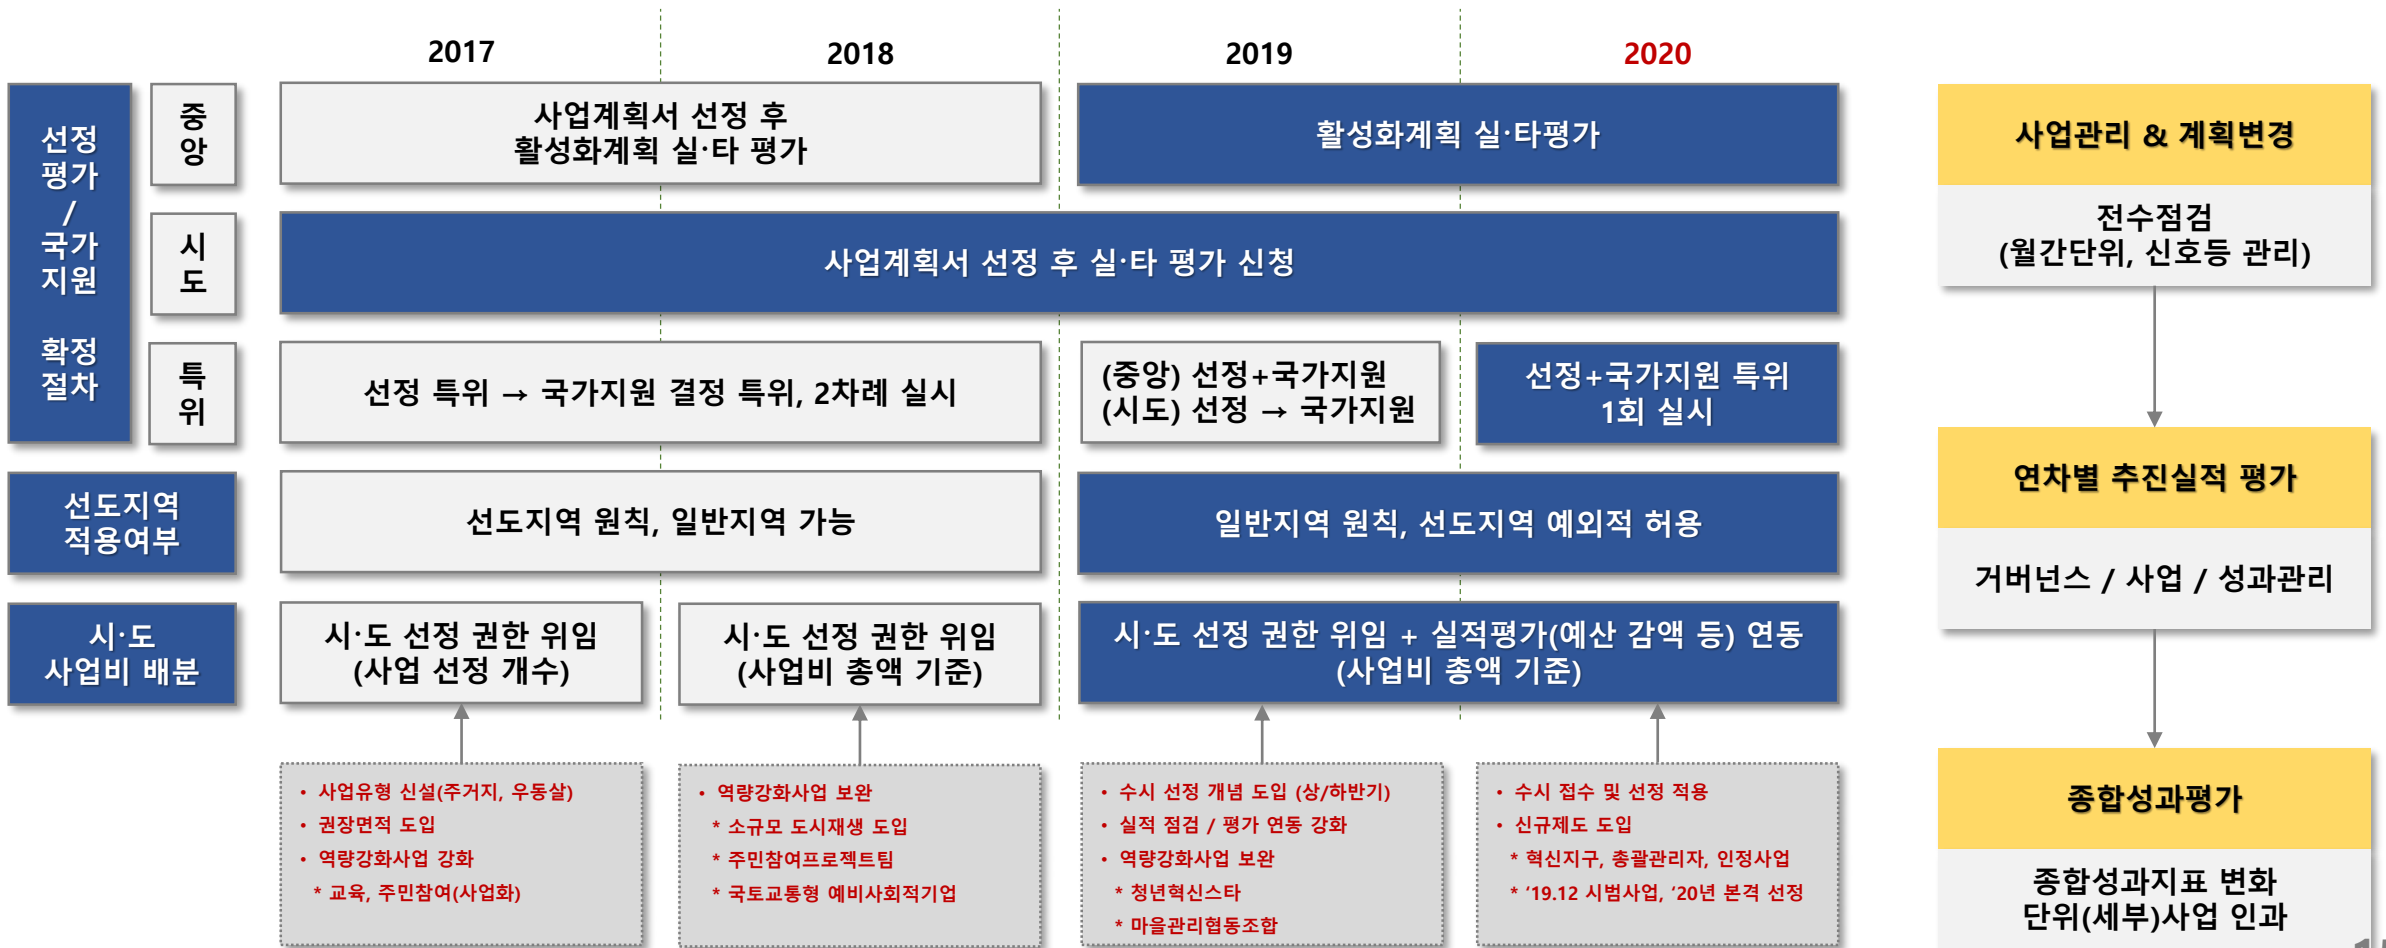 2017
2018
2019
2020
선정
평가
/
국가
지원
확정
절차
중
앙
사업계획서 선정 후
활성화계획 실·타 평가
활성화계획 실·타평가
시
도
사업계획서 선정 후 실·타 평가 신청
특
위
선정 특위 → 국가지원 결정 특위, 2차례 실시
(중앙) 선정+국가지원
(시도) 선정 → 국가지원
선정+국가지원 특위
1회 실시
선도지역
적용여부
선도지역 원칙, 일반지역 가능
일반지역 원칙, 선도지역 예외적 허용
시·도
사업비 배분
시·도 선정 권한 위임
(사업 선정 개수)
시·도 선정 권한 위임
(사업비 총액 기준)
시·도 선정 권한 위임 + 실적평가(예산 감액 등) 연동
(사업비 총액 기준)
• 사업유형 신설(주거지, 우동살)
• 권장면적 도입
• 역량강화사업 강화
* 교육, 주민참여(사업화)
• 역량강화사업 보완
* 소규모 도시재생 도입
* 주민참여프로젝트팀
* 국토교통형 예비사회적기업
• 수시 선정 개념 도입 (상/하반기)
• 실적 점검 / 평가 연동 강화
• 역량강화사업 보완
* 청년혁신스타
* 마을관리협동조합
• 수시 접수 및 선정 적용
• 신규제도 도입
* 혁신지구, 총괄관리자, 인정사업
* ‘19.12 시범사업, ‘20년 본격 선정
사업관리 & 계획변경
전수점검
(월간단위, 신호등 관리)
연차별 추진실적 평가
거버넌스 / 사업 / 성과관리
종합성과평가
종합성과지표 변화
단위(세부)사업 인과